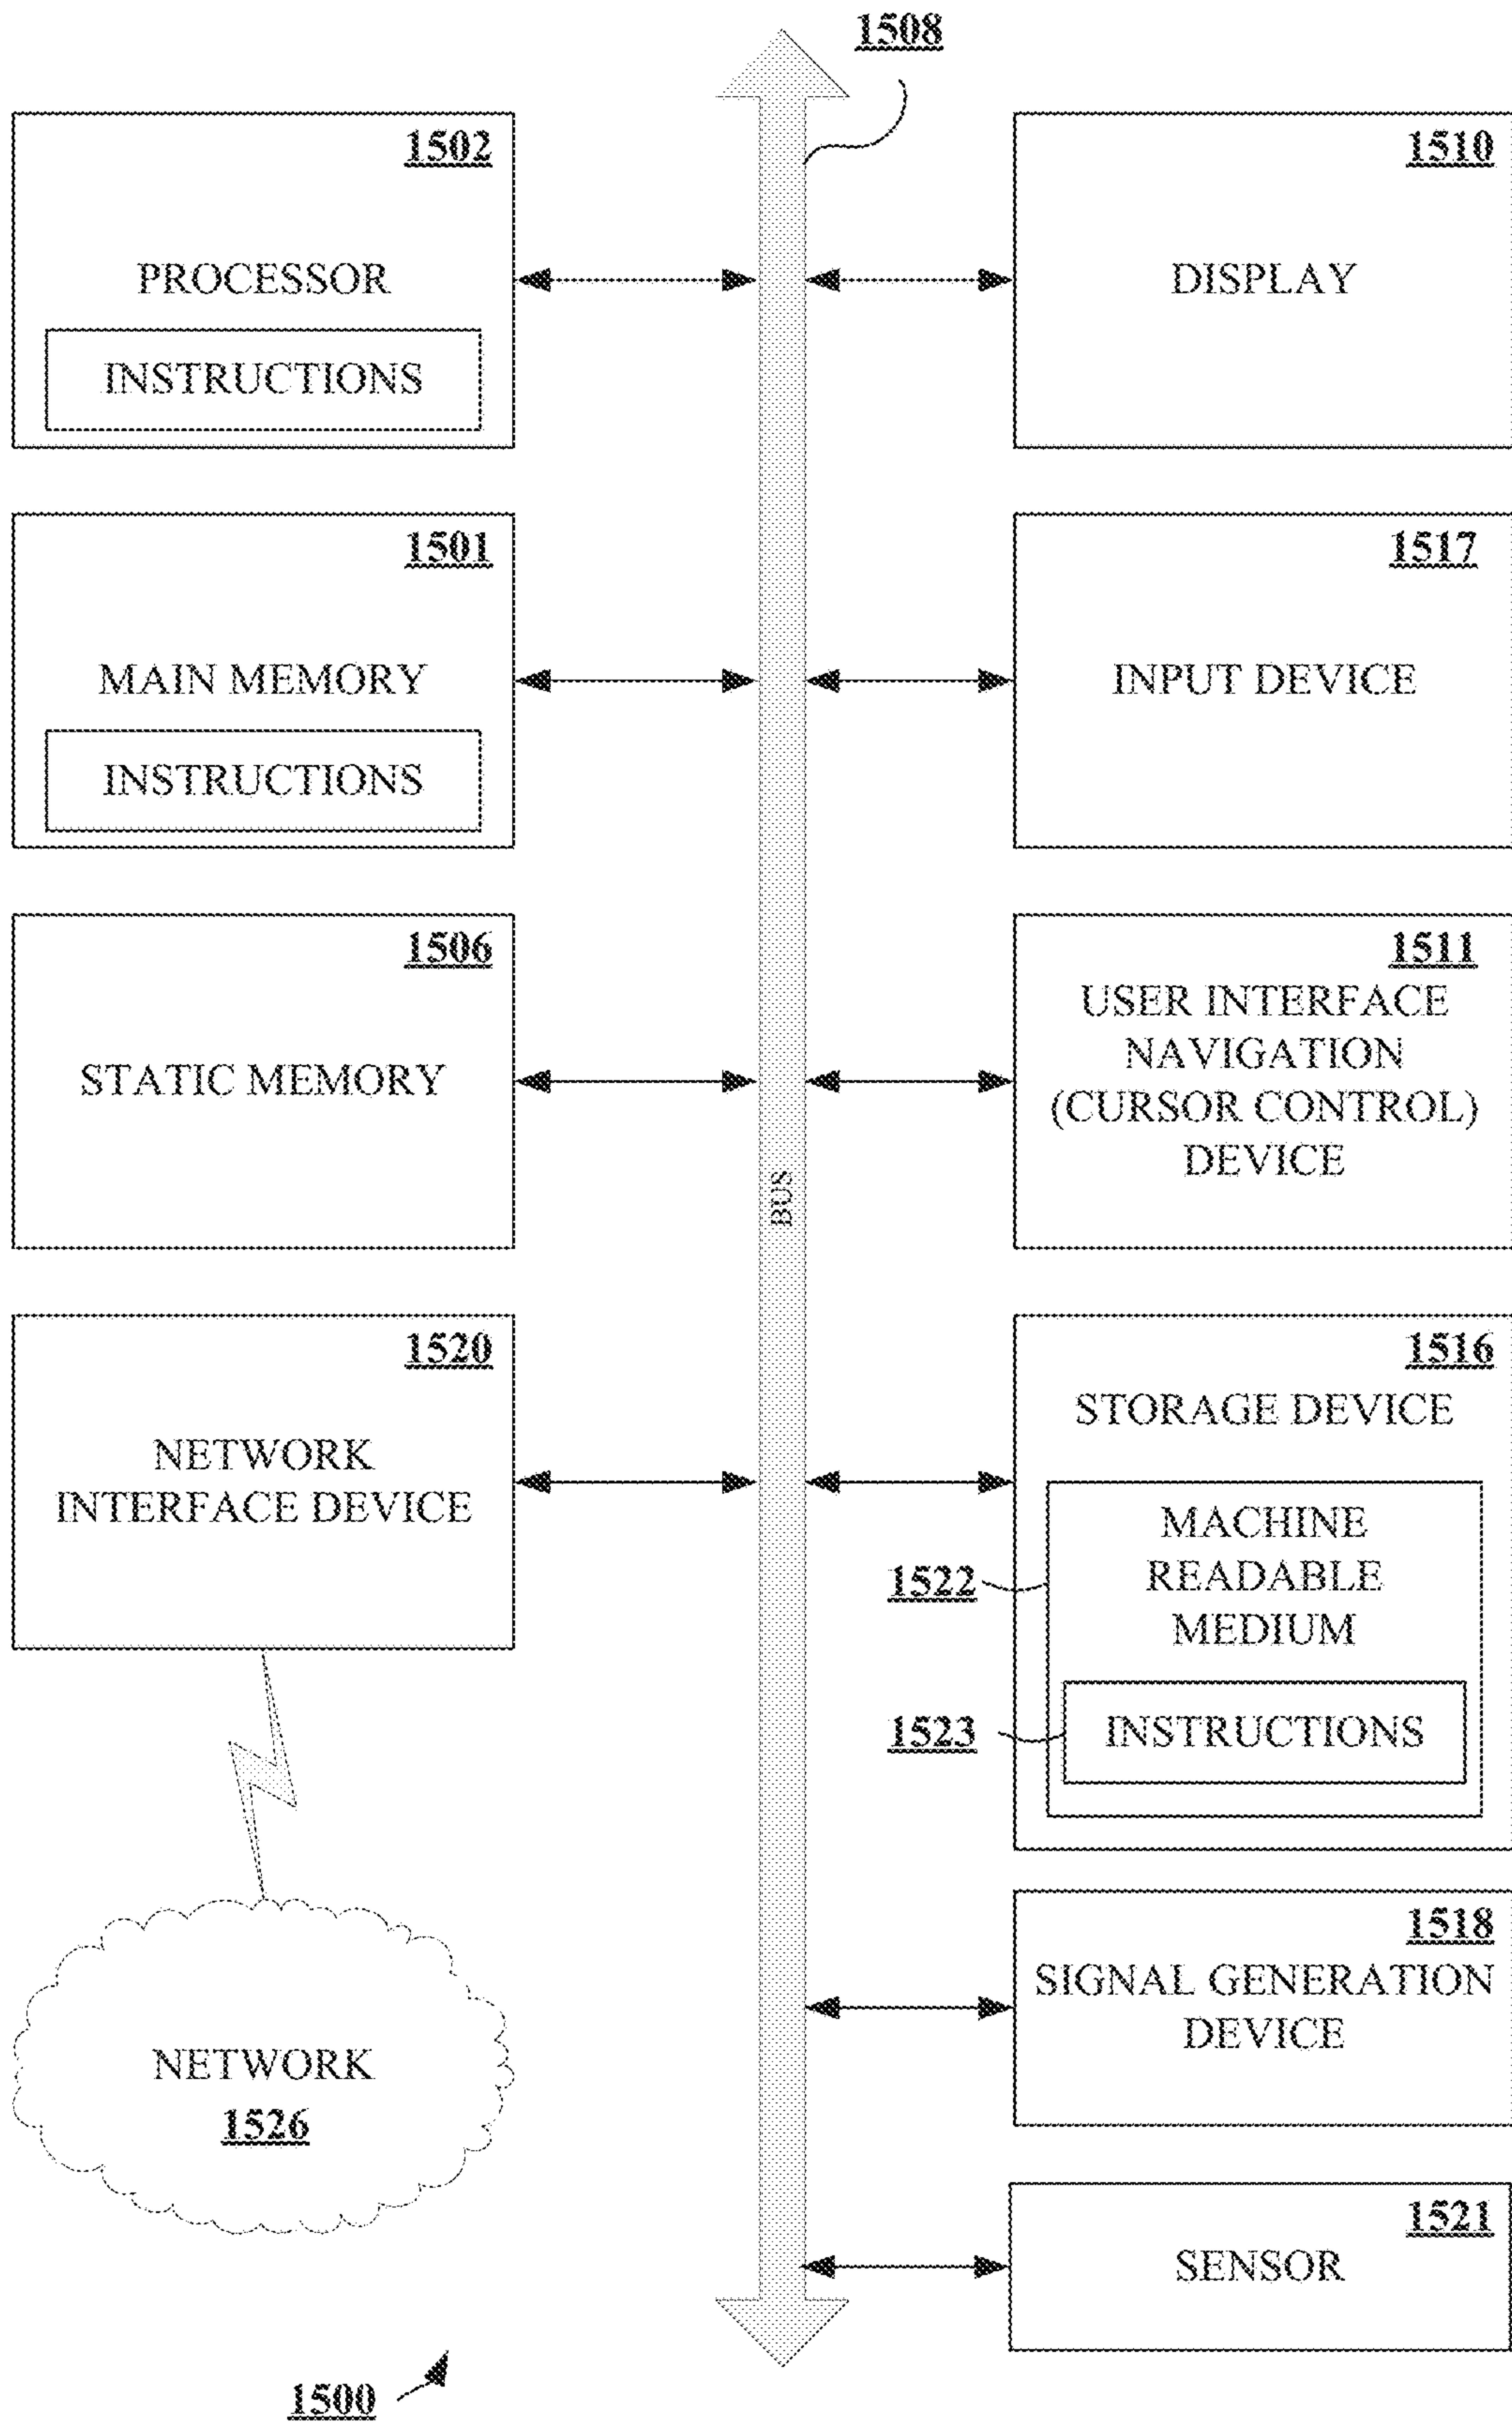 1508
1502
PROCESSOR
INSTRUCTIONS
1510
DISPLAY
1501
MAIN MEMORY
INSTRUCTIONS
1517
INPUT DEVICE
1506
STATIC MEMORY
1511
USER INTERFACE
NAVIGATION
(CURSOR CONTROL)
DEVICE
BUS
1520
NETWORK
INTERFACE DEVICE
1516
STORAGE DEVICE
MACHINE
READABLE
MEDIUM
1522
1523
INSTRUCTIONS
1518
SIGNAL GENERATION
DEVICE
NETWORK
1526
1521
SENSOR
1500